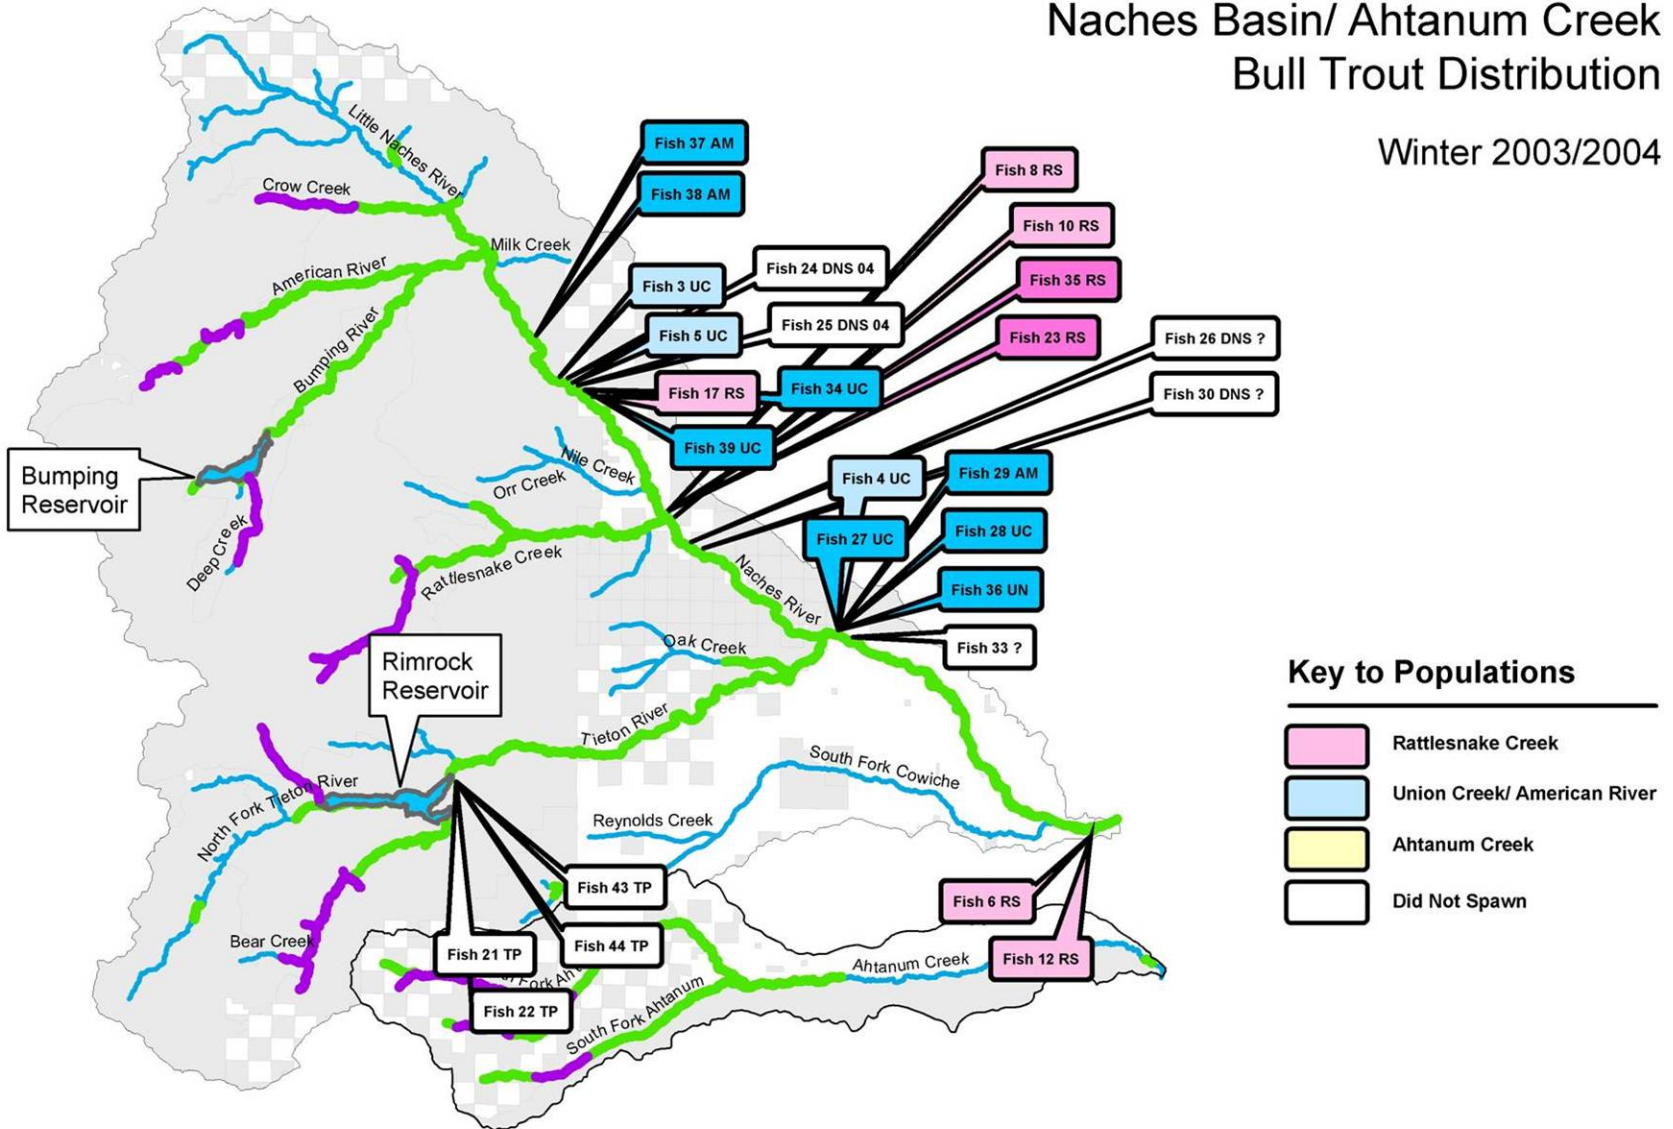 Naches Basin/ Ahtanum Creek
Bull Trout Distribution
Winter 2003/2004
Little Naches River
Crow Creek
Milk Creek
American River
Bumping River
Bumping
Reservoir
Deep Creek
Nile Creek
Orr Creek
Rattlesnake Creek
Naches River
Oak Creek
Rimrock
Reservoir
Tieton River
North Fork Tieton River
South Fork Cowiche
Reynolds Creek
Bear Creek
Fork Aht
South Fork Ahtanum
Ahtanum Creek
Fish 37 AM
Fish 38 AM
Fish 8 RS
Fish 10 RS
Fish 24 DNS 04
Fish 3 UC
Fish 35 RS
Fish 25 DNS 04
Fish 5 UC
Fish 23 RS
Fish 26 DNS ?
Fish 17 RS
Fish 34 UC
Fish 30 DNS ?
Fish 39 UC
Fish 4 UC
Fish 29 AM
Fish 27 UC
Fish 28 UC
Fish 36 UN
Fish 33 ?
Fish 43 TP
Fish 44 TP
Fish 21 TP
Fish 22 TP
Fish 6 RS
Fish 12 RS
Key to Populations
Rattlesnake Creek
Union Creek/ American River
Ahtanum Creek
Did Not Spawn